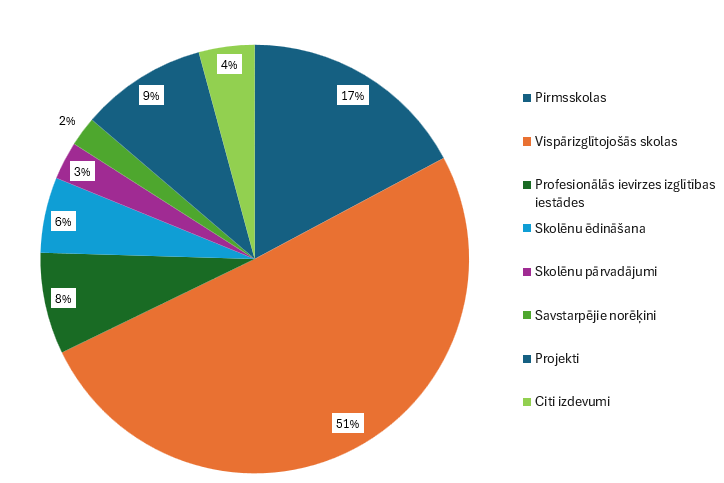 4%
9%
17%
2%
3%
6%
8%
51%
Pirmsskolas
Vispārizglītojošās skolas
Profesionālās ievirzes izglītības
iestādes
Skolēnu ēdināšana
Skolēnu pārvadājumi
Savstarpējie norēķini
Projekti
Citi izdevumi